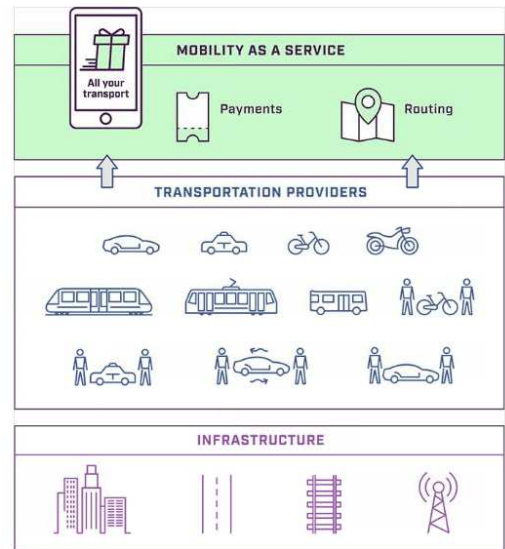 MOBILITY AS A SERVICE
All your
transport
Payments
Routing
TRANSPORTATION PROVIDERS
INFRASTRUCTURE